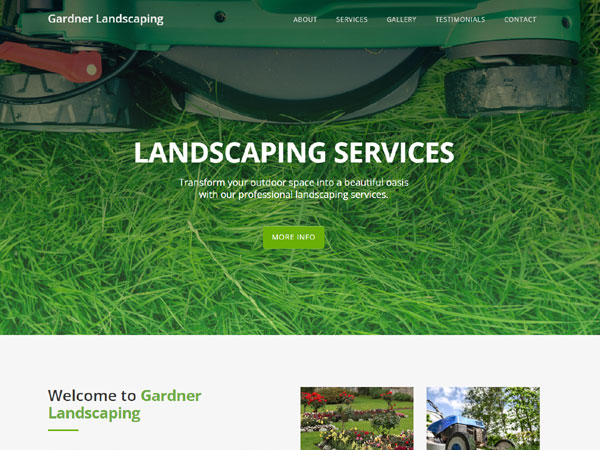 Gardner Landscaping
ABOUT SERVICES GALLERY TESTIMONIALS CONTACT
LANDSCAPING SERVICES
Transform your outdoor space into a beautiful oasis
with our professional landscaping services.
MORE INFO
Welcome to Gardner
Landscaping